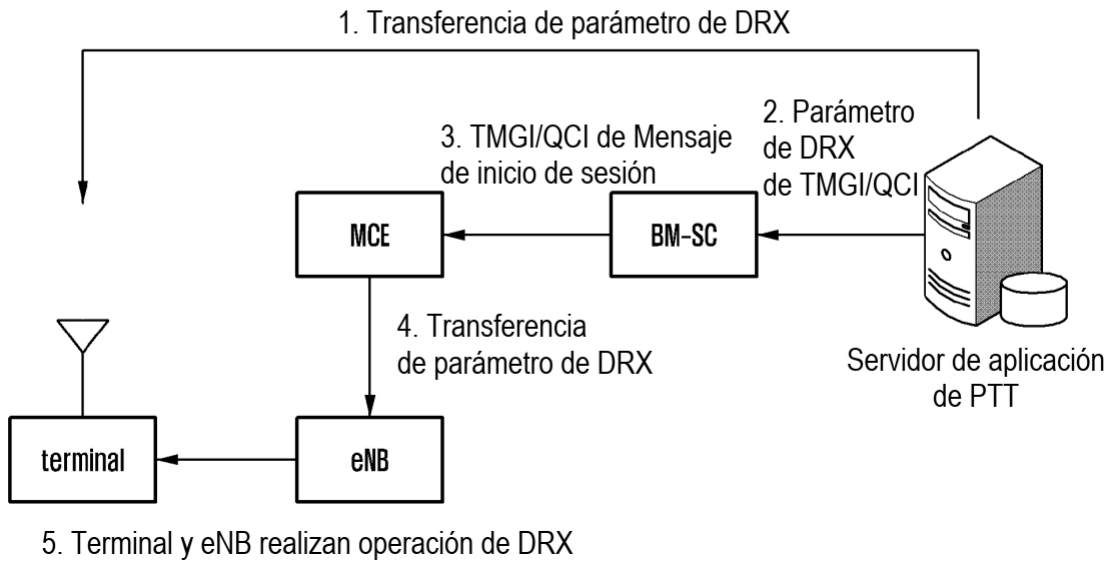 1. Transferencia de parámetro de DRX
2. Parámetro
de DRX
de TMGI/QCI
3. TMGI/QCI de Mensaje
de inicio de sesión
MCE
BM-SC
4. Transferencia
de parámetro de DRX
Servidor de aplicación
de PTT
terminal
eNB
5. Terminal y eNB realizan operación de DRX